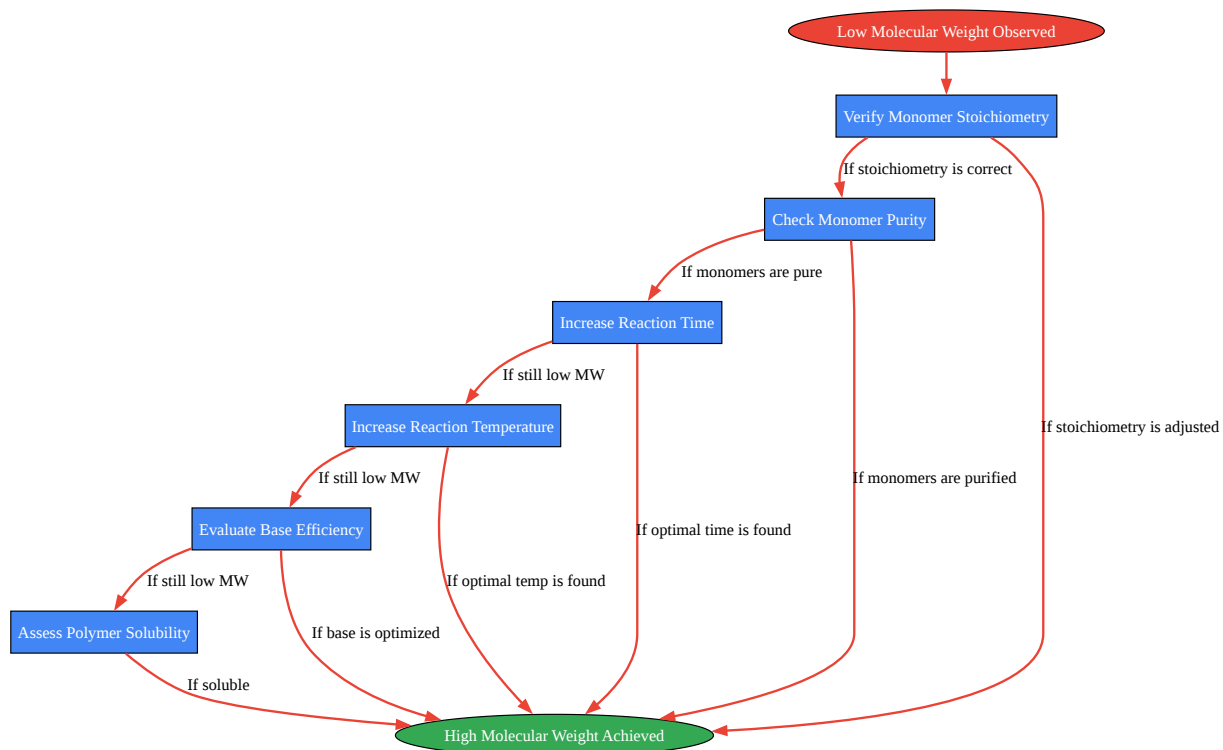 Low Molecular Weight Observed
Verify Monomer Stoichiometry
If stoichiometry is correct
Check Monomer Purity
If monomers are pure
Increase Reaction Time
If still low MW
Increase Reaction Temperature
If stoichiometry is adjusted
If still low MW
If monomers are purified
Evaluate Base Efficiency
If optimal time is found
If still low MW
If optimal temp is found
Assess Polymer Solubility
If base is optimized
If soluble
High Molecular Weight Achieved